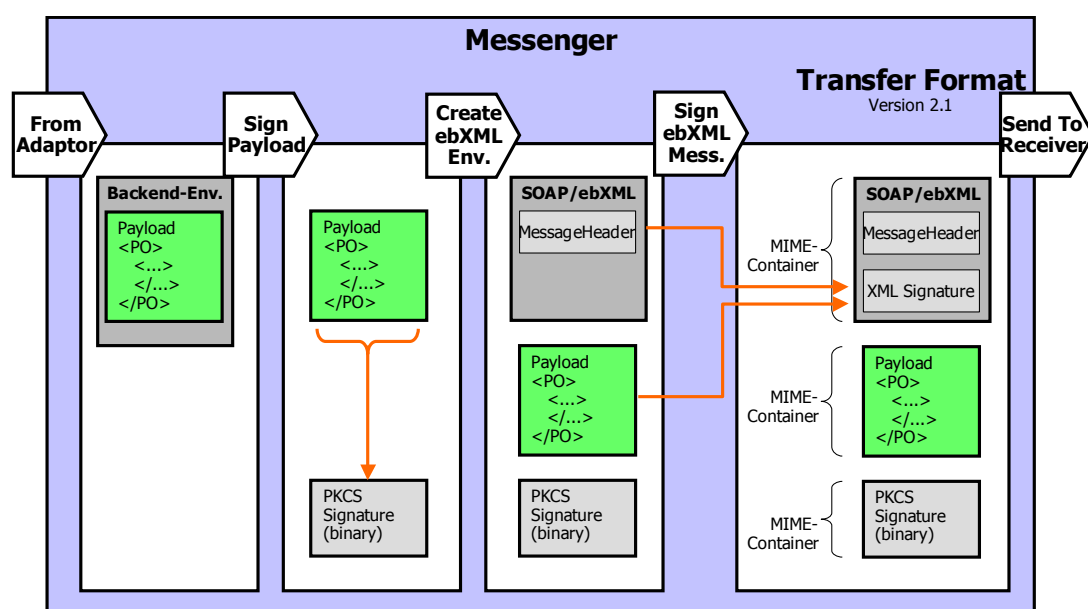 Messenger
Transfer Format
Version 2.1
From
Adaptor
Sign
Payload
Create
ebXML
Env.
Sign
ebXML
Mess.
Send To
Receiver
Backend-Env.
Payload
<PO>
<...>
</...>
</PO>
Payload
<PO>
<...>
</...>
</PO>
PKCS
Signature
(binary)
SOAP/ebXML
MessageHeader
Payload
<PO>
<...>
</...>
</PO>
PKCS
Signature
(binary)
MIME-
Container
SOAP/ebXML
MessageHeader
XML Signature
MIME-
Container
Payload
<PO>
<...>
</...>
</PO>
MIME-
Container
PKCS
Signature
(binary)